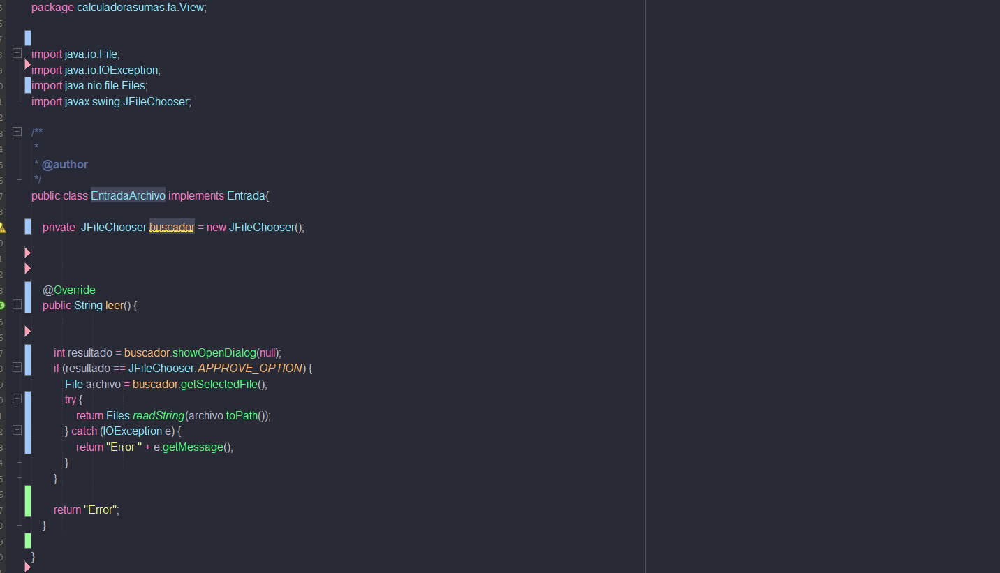 package calculadorasumas.fa.View;
import java.io.File;
import java.io.IOException;
import java.nio.file.Files;
import javax.swing.JFileChooser;
/**
*
* @author
*/
public class EntradaArchivo implements Entrada{
private  JFileChooser buscador = new JFileChooser();
@Override
public String leer() {
int resultado = buscador.showOpenDialog(null);
if (resultado == JFileChooser.APPROVE_OPTION) {
File archivo = buscador.getSelectedFile();
try {
return Files.readString(archivo.toPath());
} catch (IOException e) {
return "Error " + e.getMessage();
}
}
return "Error";
}
}